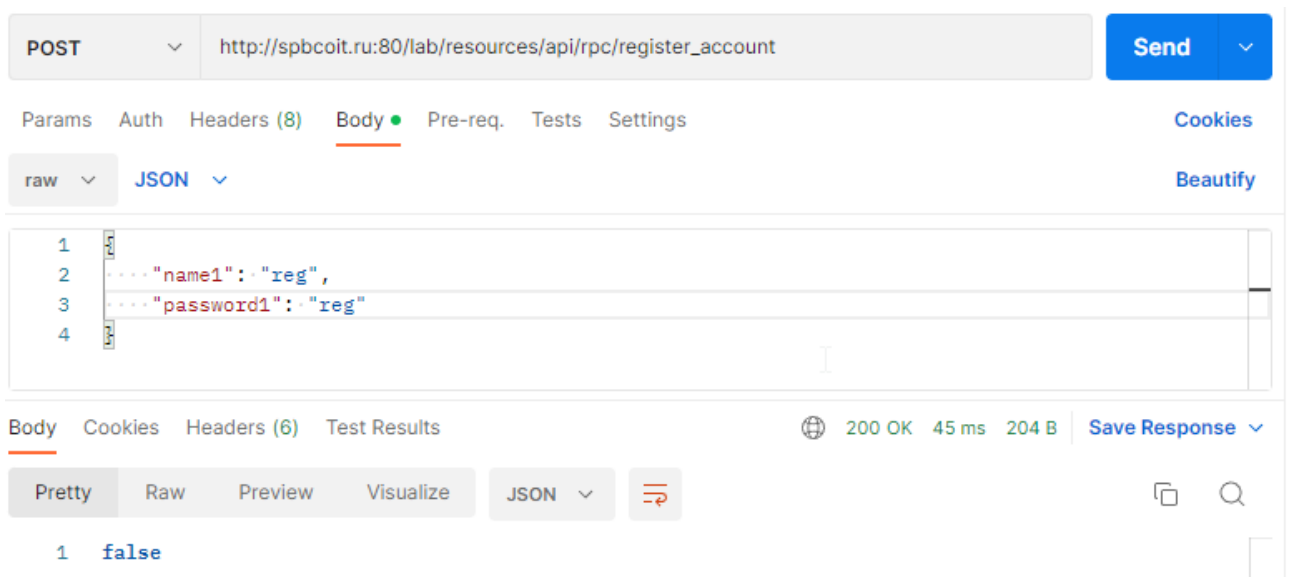 POST http://spbcoit.ru:80/lab/resources/api/rpc/register_account Send
Params Auth Headers (8) Body Pre-req. Tests Settings Cookies
raw JSON Beautify
1 {
2 "name1": "reg",
3 "password1": "reg"
4 }
Body Cookies Headers (6) Test Results 200 OK 45 ms 204 B Save Response
Pretty Raw Preview Visualize JSON
1 false